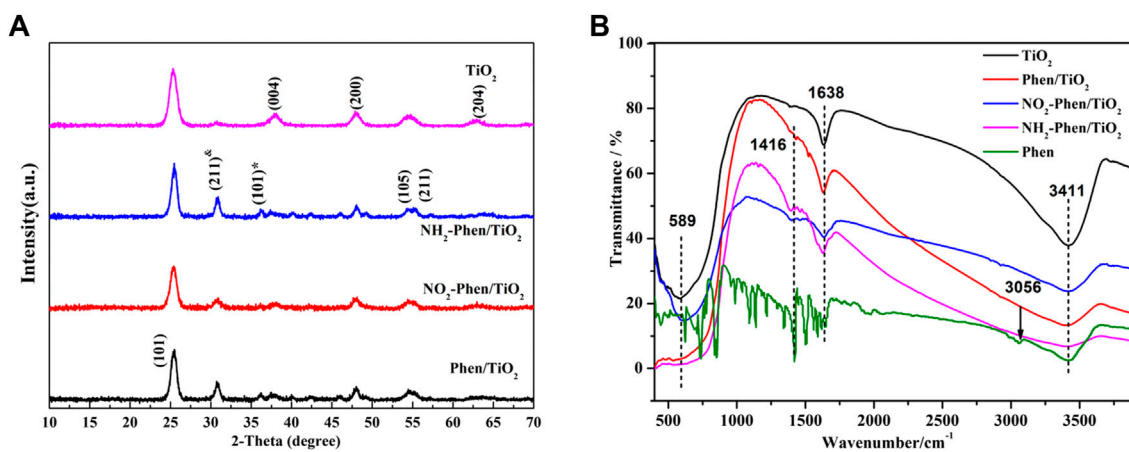 A
Intensity(a.u.)
TiO2
(004)
(200)
(204)
(211)&
(101)*
(105)
(211)
NH2-Phen/TiO2
NO2-Phen/TiO2
(101)
Phen/TiO2
10 15 20 25 30 35 40 45 50 55 60 65 70
2-Theta (degree)
B
Transmittance / %
100
80
60
40
20
0
TiO2
Phen/TiO2
NO2-Phen/TiO2
NH2-Phen/TiO2
Phen
1638
1416
3411
589
3056
500 1000 1500 2000 2500 3000 3500
Wavenumber/cm-1